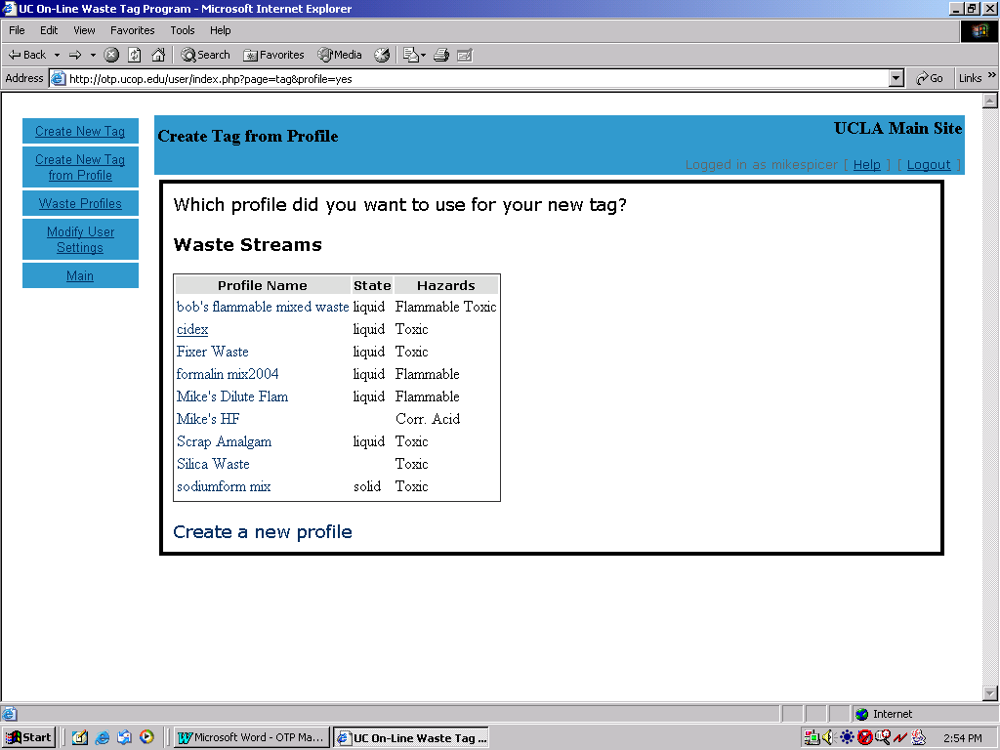 UC On-Line Waste Tag Program - Microsoft Internet Explorer
File Edit View Favorites Tools Help
Back Search Favorites Media
Address http://otp.ucop.edu/user/index.php?page=tag&profile=yes Go Links »
Create New Tag
Create New Tag
from Profile
Waste Profiles
Modify User
Settings
Main
Create Tag from Profile
UCLA Main Site
Logged in as mikespicer [ Help ] [ Logout ]
Which profile did you want to use for your new tag?
Waste Streams
Profile Name State Hazards
bob's flammable mixed waste liquid Flammable Toxic
cidex liquid Toxic
Fixer Waste liquid Toxic
formalin mix2004 liquid Flammable
Mike's Dilute Flam liquid Flammable
Mike's HF Corr. Acid
Scrap Amalgam liquid Toxic
Silica Waste Toxic
sodiumform mix solid Toxic
Create a new profile
Internet
Start Microsoft Word - OTP Ma... UC On-Line Waste Tag ... 2:54 PM